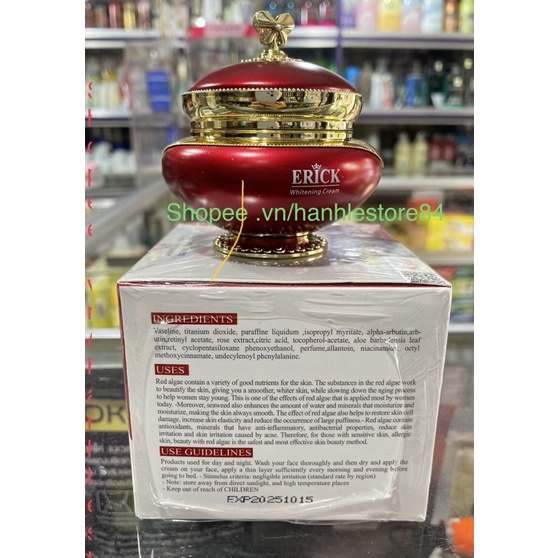 ERICK
Whitening Cream
Shopee .vn/hanhlestore84
INGREDIENTS
Vaseline, titanium dioxide, paraffine liquidum ,isopropyl myritate, alpha-arbutin,arb-
utin,retinyl acetate, rose extract,citric acid, tocopherol-acetate, aloe barbadensis leaf
extract, cyclopentasiloxane phenoxyethanol, perfume,allantoin, niacinamide, octyl
methoxycinnamate, undecylenoyl phenylalanine.
USES
Red algae contain a variety of good nutrients for the skin. The substances in the red algae work
to beautify the skin, giving you a smoother, whiter skin, while slowing down the aging process
to help women stay young. This is one of the effects of red algae that is applied most by women
today. -Moreover, seaweed also enhances the amount of water and minerals that moisturize and
moisturize, making the skin always smooth. The effect of red algae also helps to restore skin cell
damage, increase skin elasticity and reduce the occurrence of large puffiness.- Red algae contain
antioxidants, minerals that have anti-inflammatory, antibacterial properties, reduce skin
irritation and skin irritation caused by acne. Therefore, for those with sensitive skin, allergic
skin, beauty with red algae is the safest and most effective skin beauty method.
USE GUIDELINES
Products used for day and night. Wash your face thoroughly and then dry and apply the
cream on your face, apply a thin layer sufficiently every morning and evening before
going to bed. - Stimulus criteria: negligible irritation (standard rate by region)
- Note: store away from direct sunlight, and high temperature places
- Keep out of reach of CHILDREN
EXP20251015